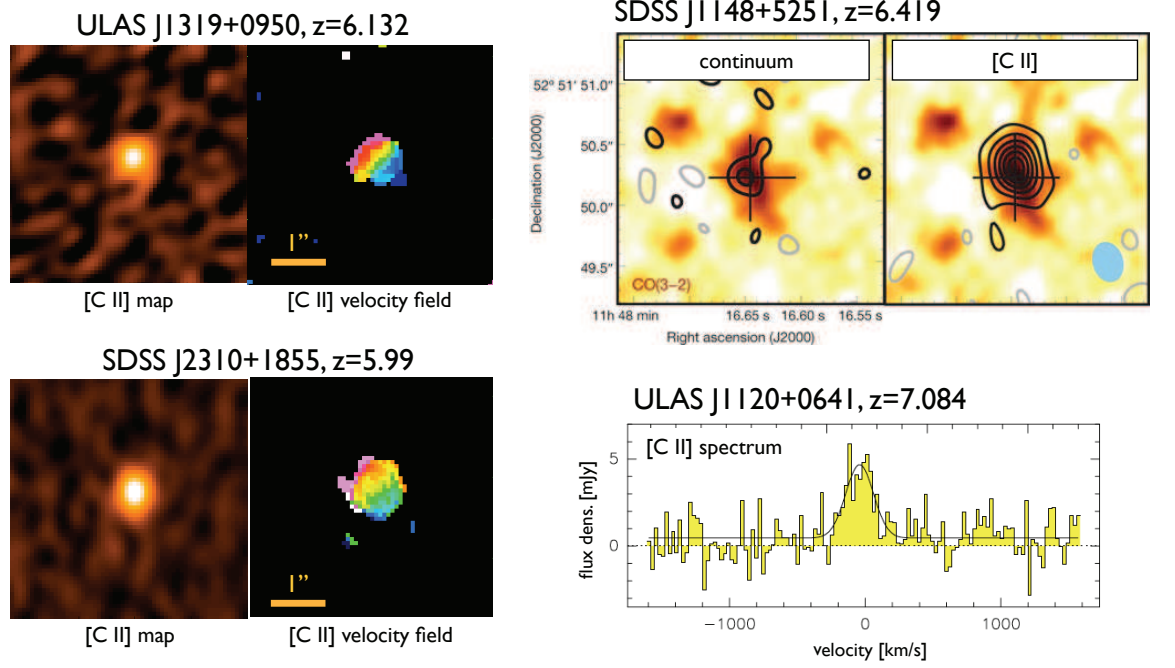 ULAS J1319+0950, z=6.132
1”
[C II] map
[C II] velocity field
SDSS J2310+1855, z=5.99
1”
[C II] map
[C II] velocity field
SDSS J1148+5251, z=6.419
continuum
[C II]
52° 51' 51.0"
50.5"
50.0"
49.5"
Declination (J2000)
CO(3–2)
11h 48 min
16.65 s
16.60 s
16.55 s
Right ascension (J2000)
ULAS J1120+0641, z=7.084
[C II] spectrum
5
0
flux dens. [mJy]
−1000
0
1000
velocity [km/s]